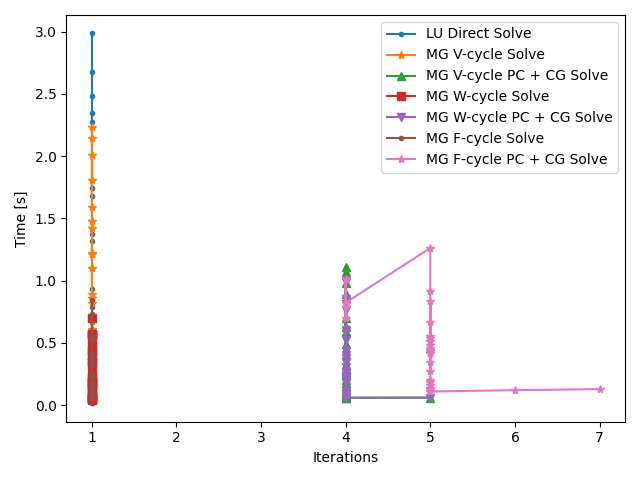 LU Direct Solve
MG V-cycle Solve
MG V-cycle PC + CG Solve
MG W-cycle Solve
MG W-cycle PC + CG Solve
MG F-cycle Solve
MG F-cycle PC + CG Solve
3.0
2.5
2.0
1.5
1.0
0.5
0.0
Time [s]
1 2 3 4 5 6 7
Iterations